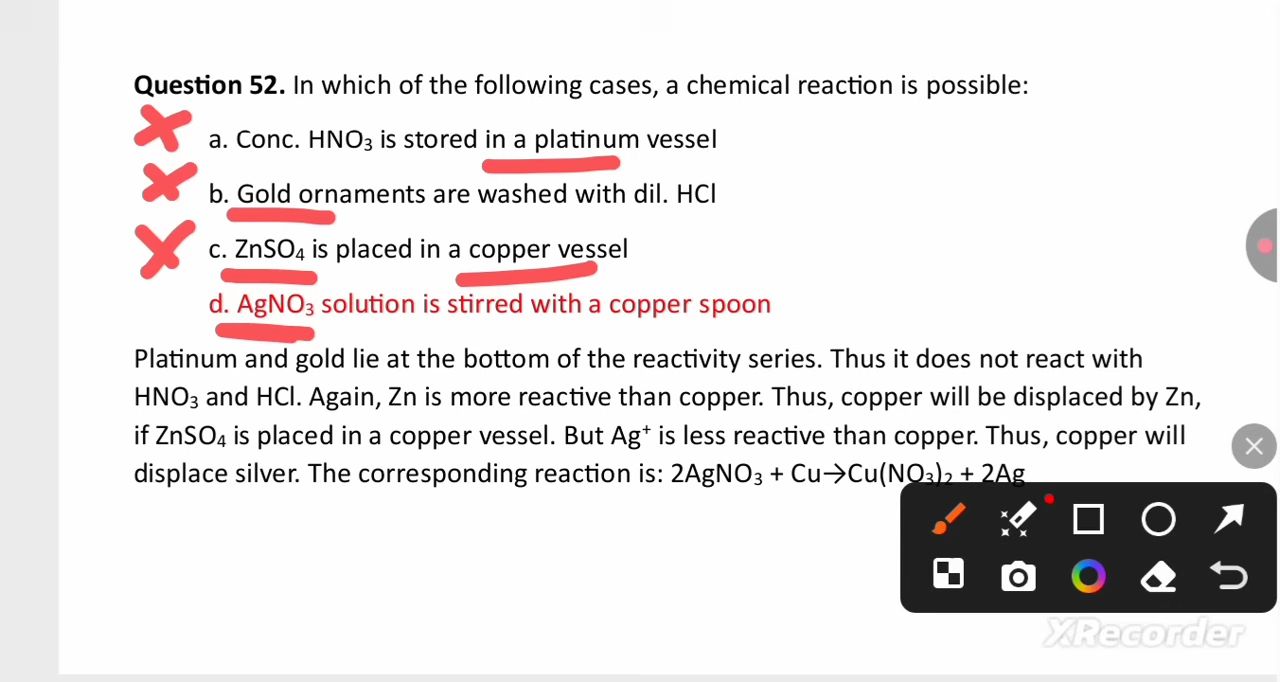 Question 52. In which of the following cases, a chemical reaction is possible:
a. Conc. HNO₃ is stored in a platinum vessel
b. Gold ornaments are washed with dil. HCl
c. ZnSO₄ is placed in a copper vessel
d. AgNO₃ solution is stirred with a copper spoon
Platinum and gold lie at the bottom of the reactivity series. Thus it does not react with
HNO₃ and HCl. Again, Zn is more reactive than copper. Thus, copper will be displaced by Zn,
if ZnSO₄ is placed in a copper vessel. But Ag⁺ is less reactive than copper. Thus, copper will
displace silver. The corresponding reaction is: 2AgNO₃ + Cu→Cu(NO₃)₂ + 2Ag
XRecorder